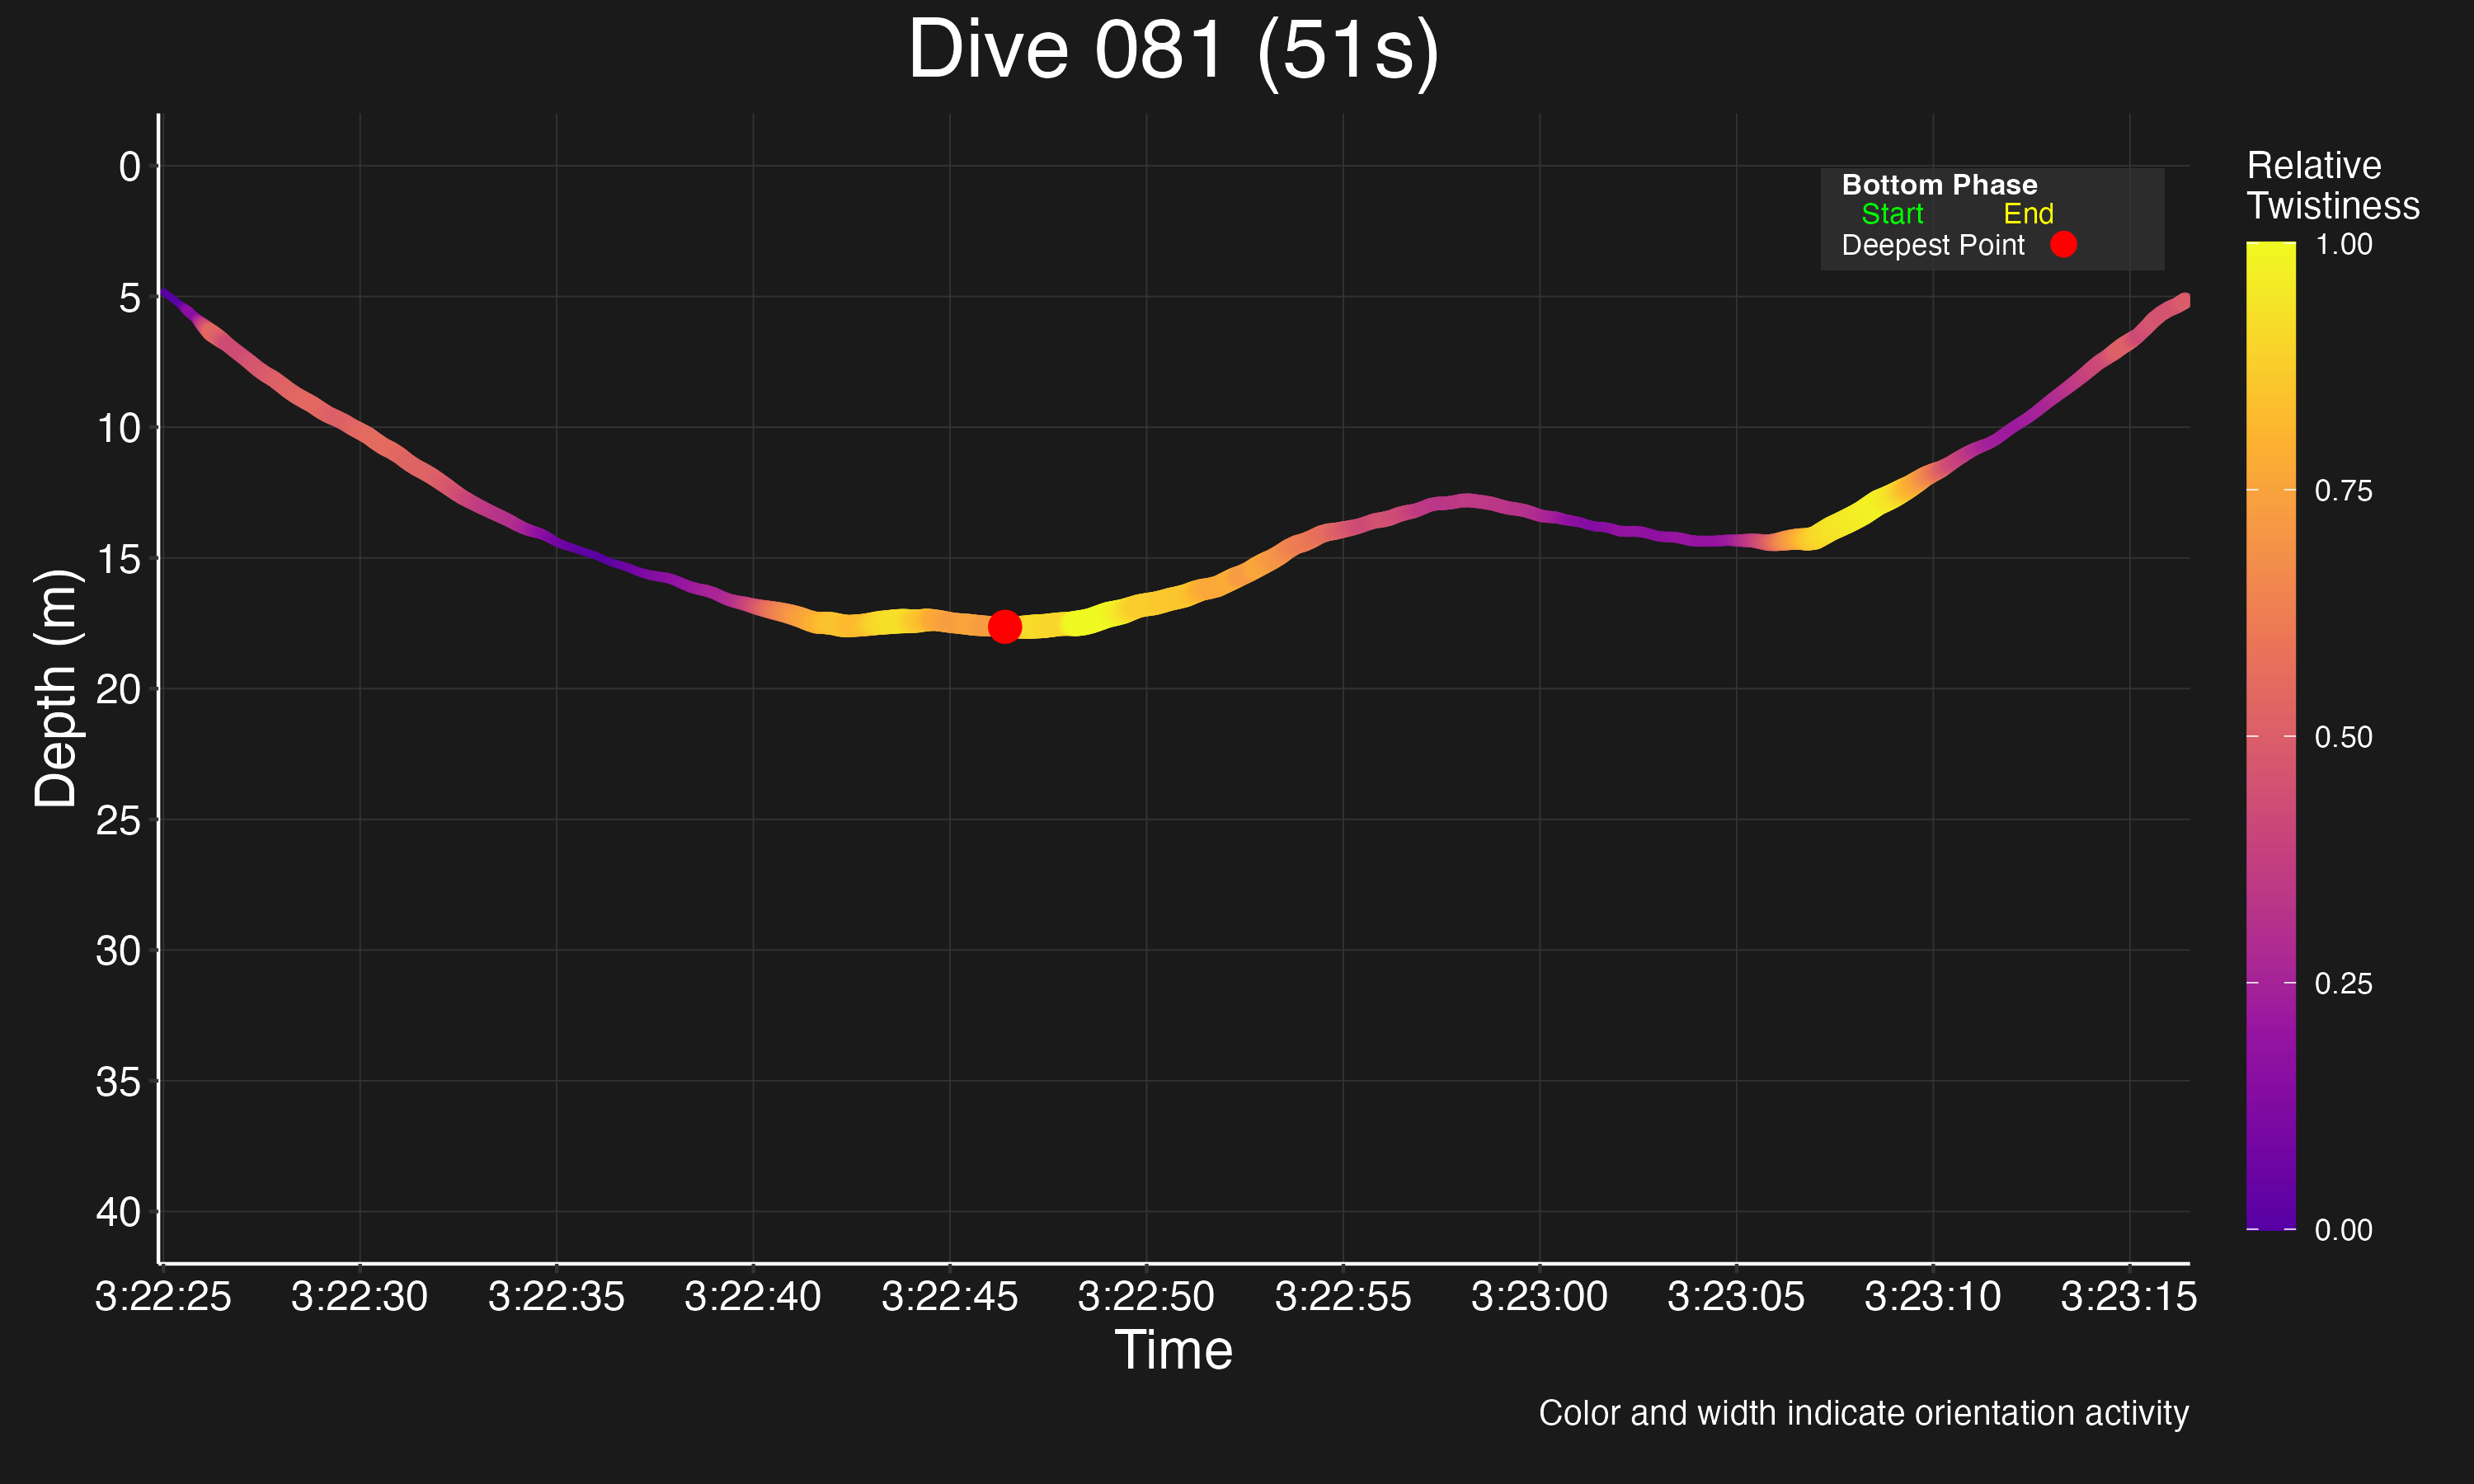 Dive 081 (51s)
Bottom Phase
Start End
Deepest Point
Relative
Twistiness
1.00
0.75
0.50
0.25
0.00
Depth (m)
0
5
10
15
20
25
30
35
40
3:22:25 3:22:30 3:22:35 3:22:40 3:22:45 3:22:50 3:22:55 3:23:00 3:23:05 3:23:10 3:23:15
Time
Color and width indicate orientation activity